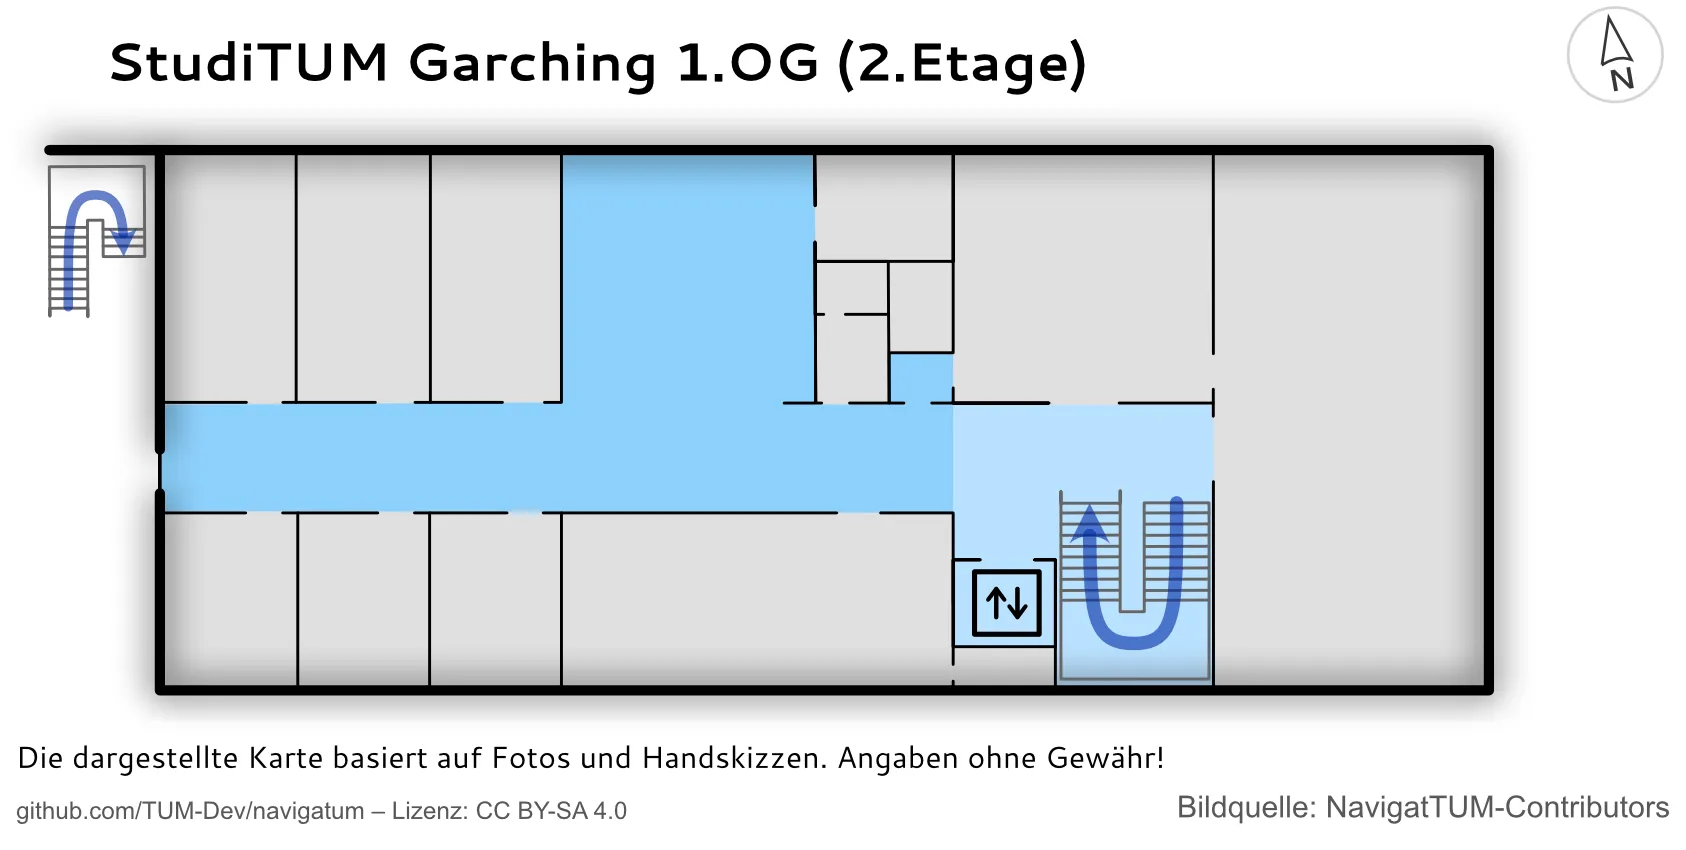 StudiTUM Garching 1.OG (2.Etage)
N
Die dargestellte Karte basiert auf Fotos und Handskizzen. Angaben ohne Gewähr!
github.com/TUM-Dev/navigatum – Lizenz: CC BY-SA 4.0
Bildquelle: NavigatTUM-Contributors